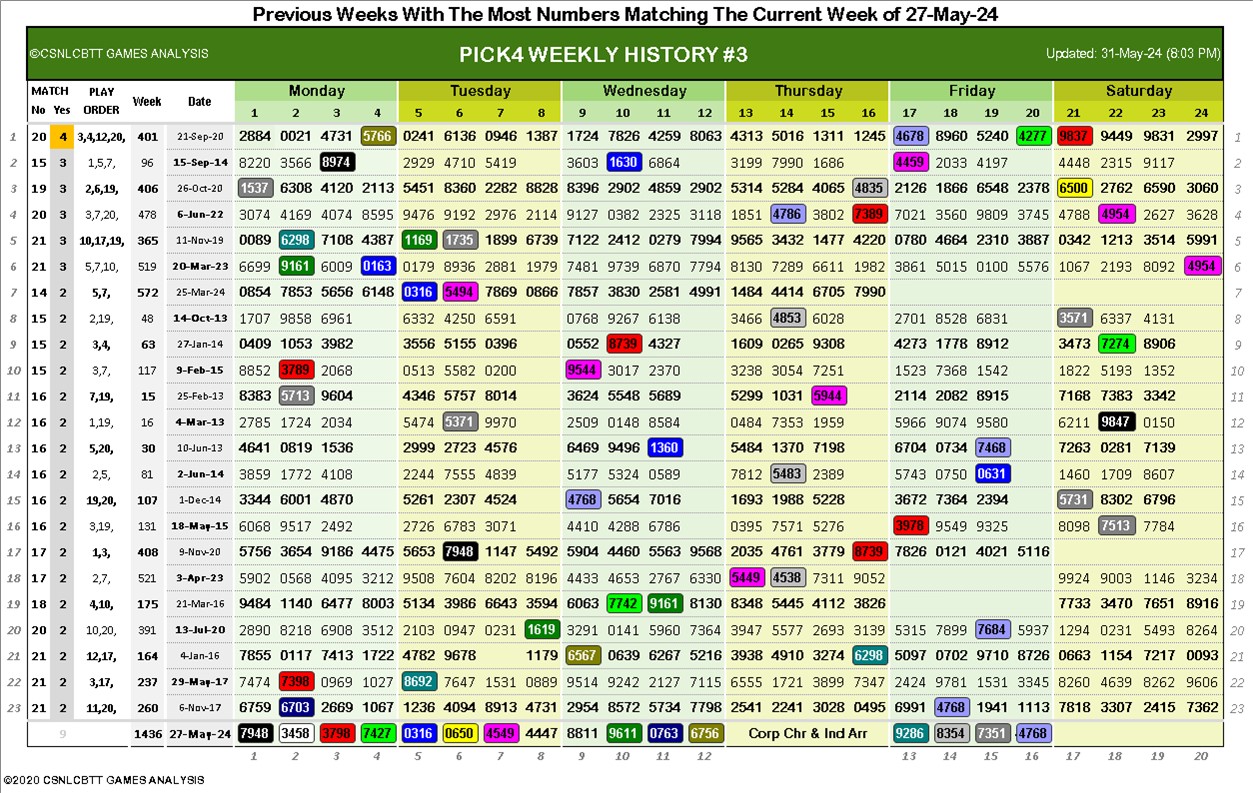 Previous Weeks With The Most Numbers Matching The Current Week of 27-May-24
©CSNLCBTT GAMES ANALYSIS PICK4 WEEKLY HISTORY #3 Updated: 31-May-24 (8:03 PM)
MATCH PLAY Week Date Monday Tuesday Wednesday Thursday Friday Saturday
No Yes ORDER 1 2 3 4 5 6 7 8 9 10 11 12 13 14 15 16 17 18 19 20 21 22 23 24
1 20 4 3,4,12,20, 401 21-Sep-20 2884 0021 4731 5766 0241 6136 0946 1387 1724 7826 4259 8063 4313 5016 1311 1245 4678 8960 5240 4277 9837 9449 9831 2997 1
2 15 3 1,5,7, 96 15-Sep-14 8220 3566 8974 2929 4710 5419 3603 1630 6864 3199 7990 1686 4459 2033 4197 4448 2315 9117 2
3 19 3 2,6,19, 406 26-Oct-20 1537 6308 4120 2113 5451 8360 2282 8828 8396 2902 4859 2902 5314 5284 4065 4835 2126 1866 6548 2378 6500 2762 6590 3060 3
4 20 3 3,7,20, 478 6-Jun-22 3074 4169 4074 8595 9476 9192 2976 2114 9127 0382 2325 3118 1851 4786 3802 7389 7021 3560 9809 3745 4788 4954 2627 3628 4
5 21 3 10,17,19, 365 11-Nov-19 0089 6298 7108 4387 1169 1735 1899 6739 7122 2412 0279 7994 9565 3432 1477 4220 0780 4664 2310 3887 0342 1213 3514 5991 5
6 21 3 5,7,10, 519 20-Mar-23 6699 9161 6009 0163 0179 8936 2881 1979 7481 9739 6870 7794 8130 7289 6611 1982 3861 5015 0100 5576 1067 2193 8092 4954 6
7 14 2 5,7, 572 25-Mar-24 0854 7853 5656 6148 0316 5494 7869 0866 7857 3830 2581 4991 1484 4414 6705 7990 7
8 15 2 2,19, 48 14-Oct-13 1707 9858 6961 6332 4250 6591 0768 9267 6138 3466 4853 6028 2701 8528 6831 3571 6337 4131 8
9 15 2 3,4, 63 27-Jan-14 0409 1053 3982 3556 5155 0396 0552 8739 4327 1609 0265 9308 4273 1778 8912 3473 7274 8906 9
10 15 2 3,7, 117 9-Feb-15 8852 3789 2068 0513 5582 0200 9544 3017 2370 3238 3054 7251 1523 7368 1542 1822 5193 1352 10
11 16 2 7,19, 15 25-Feb-13 8383 5713 9604 4346 5757 8014 3624 5548 5689 5299 1031 5944 2114 2082 8915 7168 7383 3342 11
12 16 2 1,19, 16 4-Mar-13 2785 1724 2034 5474 5371 9970 2509 0148 8584 0484 7353 1959 5966 9074 9580 6211 9847 0150 12
13 16 2 5,20, 30 10-Jun-13 4641 0819 1536 2999 2723 4576 6469 9496 1360 5484 1370 7198 6704 0734 7468 7263 0281 7139 13
14 16 2 2,5, 81 2-Jun-14 3859 1772 4108 2244 7555 4839 5177 5324 0589 7812 5483 2389 5743 0750 0631 1460 1709 8607 14
15 16 2 19,20, 107 1-Dec-14 3344 6001 4870 5261 2307 4524 4768 5654 7016 1693 1988 5228 3672 7364 2394 5731 8302 6796 15
16 16 2 3,19, 131 18-May-15 6068 9517 2492 2726 6783 3071 4410 4288 6786 0395 7571 5276 3978 9549 9325 8098 7513 7784 16
17 17 2 1,3, 408 9-Nov-20 5756 3654 9186 4475 5653 7948 1147 5492 5904 4460 5563 9568 2035 4761 3779 8739 7826 0121 4021 5116 17
18 17 2 2,7, 521 3-Apr-23 5902 0568 4095 3212 9508 7604 8202 8196 4433 4653 2767 6330 5449 4538 7311 9052 9924 9003 1146 3234 18
19 18 2 4,10, 175 21-Mar-16 9484 1140 6477 8003 5134 3986 6643 3594 6063 7742 9161 8130 8348 5445 4112 3826 7733 3470 7651 8916 19
20 20 2 10,20, 391 13-Jul-20 2890 8218 6908 3512 2103 0947 0231 1619 3291 0141 5960 7364 3947 5577 2693 3139 5315 7899 7684 5937 1294 0231 5493 8264 20
21 21 2 12,17, 164 4-Jan-16 7855 0117 7413 1722 4782 9678 1179 6567 0639 6267 5216 3938 4910 3274 6298 5097 0702 9710 8726 0663 1154 7217 0093 21
22 21 2 3,17, 237 29-May-17 7474 7398 0969 1027 8692 7647 1531 0889 9514 9242 2127 7115 6555 1721 3899 7347 2424 9781 1531 3345 8260 4639 8262 9606 22
23 21 2 11,20, 260 6-Nov-17 6759 6703 2669 1067 1236 4094 8913 4731 2954 8572 5734 7798 2541 2241 3028 0495 6991 4768 1941 1113 7818 3307 2415 7362 23
9 1436 27-May-24 7948 3458 3798 7427 0316 0650 4549 4447 8811 9611 0763 6756 Corp Chr & Ind Arr 9286 8354 7351 4768
1 2 3 4 5 6 7 8 9 10 11 12 13 14 15 16 17 18 19 20
©2020 CSNLCBTT GAMES ANALYSIS